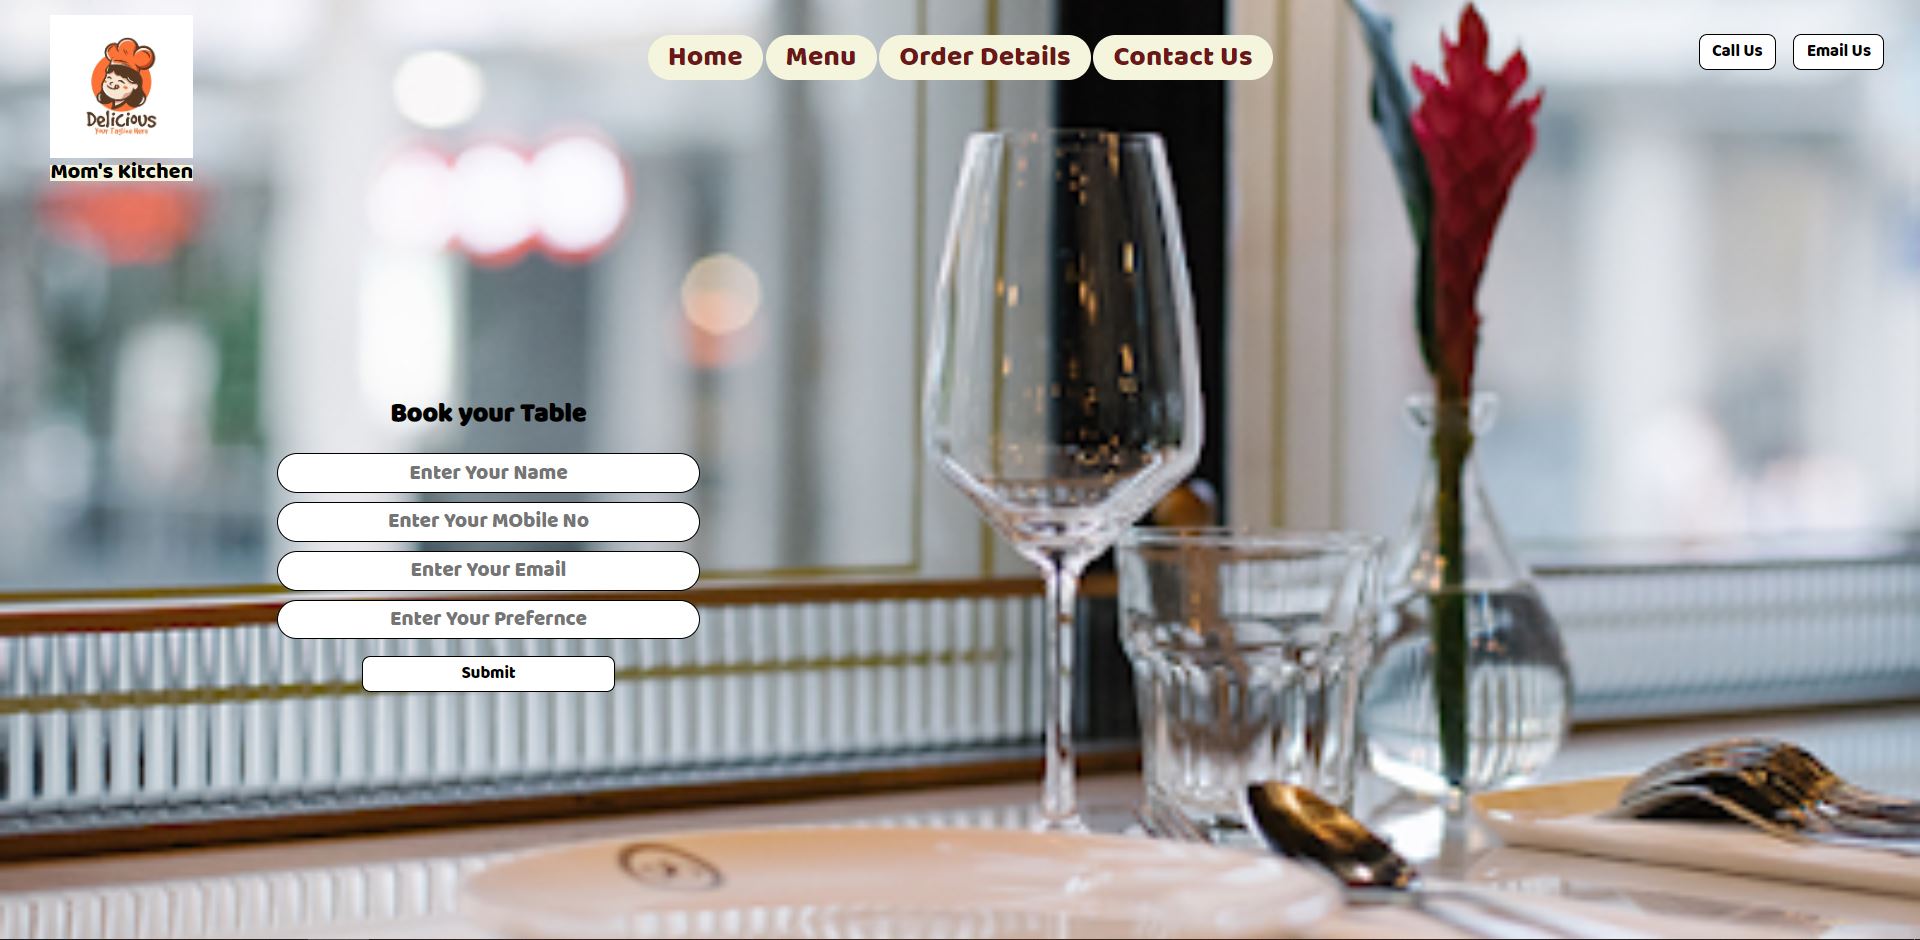 Delicious
Your Tagline Here
Mom's Kitchen
Home
Menu
Order Details
Contact Us
Call Us
Email Us
Book your Table
Enter Your Name
Enter Your MObile No
Enter Your Email
Enter Your Prefernce
Submit